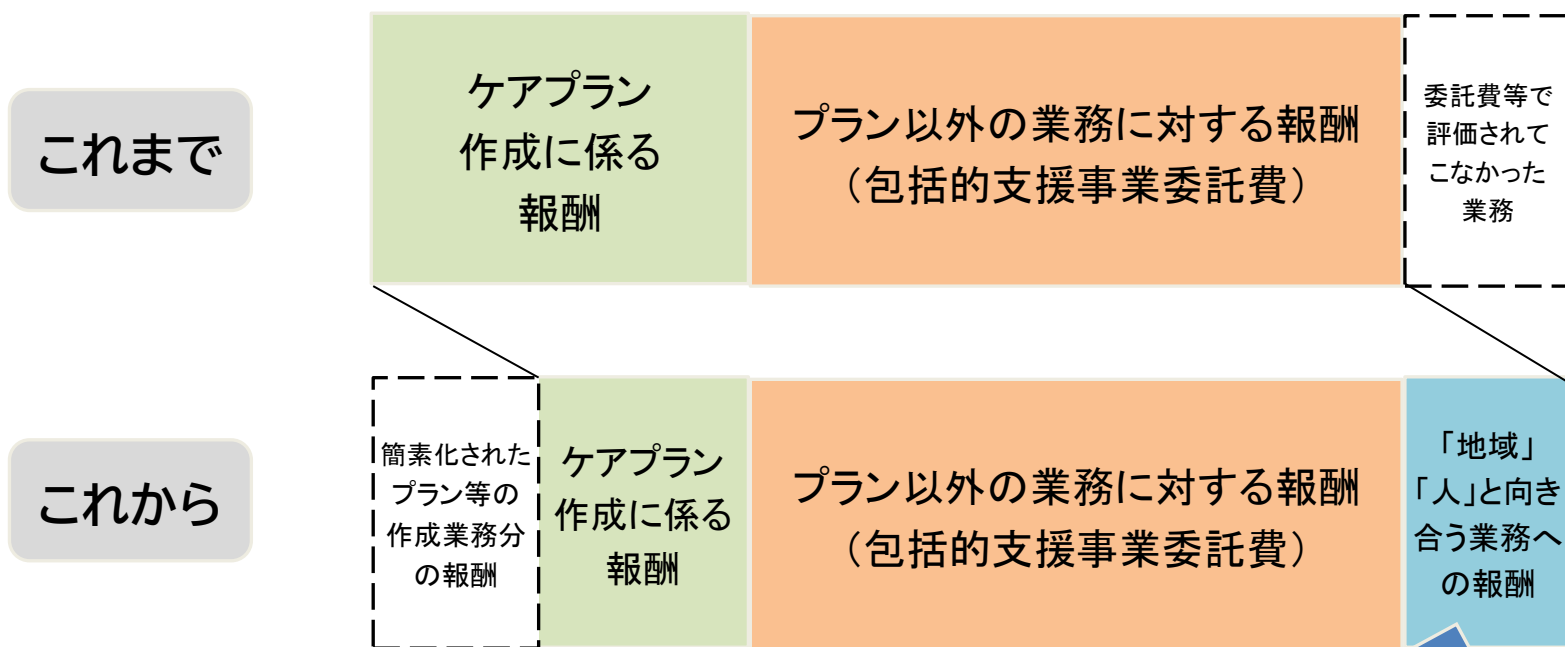 これまで
ケアプラン
作成に係る
報酬
プラン以外の業務に対する報酬
（包括的支援事業委託費）
委託費等で
評価されて
こなかった
業務
これから
簡素化された
プラン等の
作成業務分
の報酬
ケアプラン
作成に係る
報酬
プラン以外の業務に対する報酬
（包括的支援事業委託費）
「地域」
「人」と向き
合う業務へ
の報酬